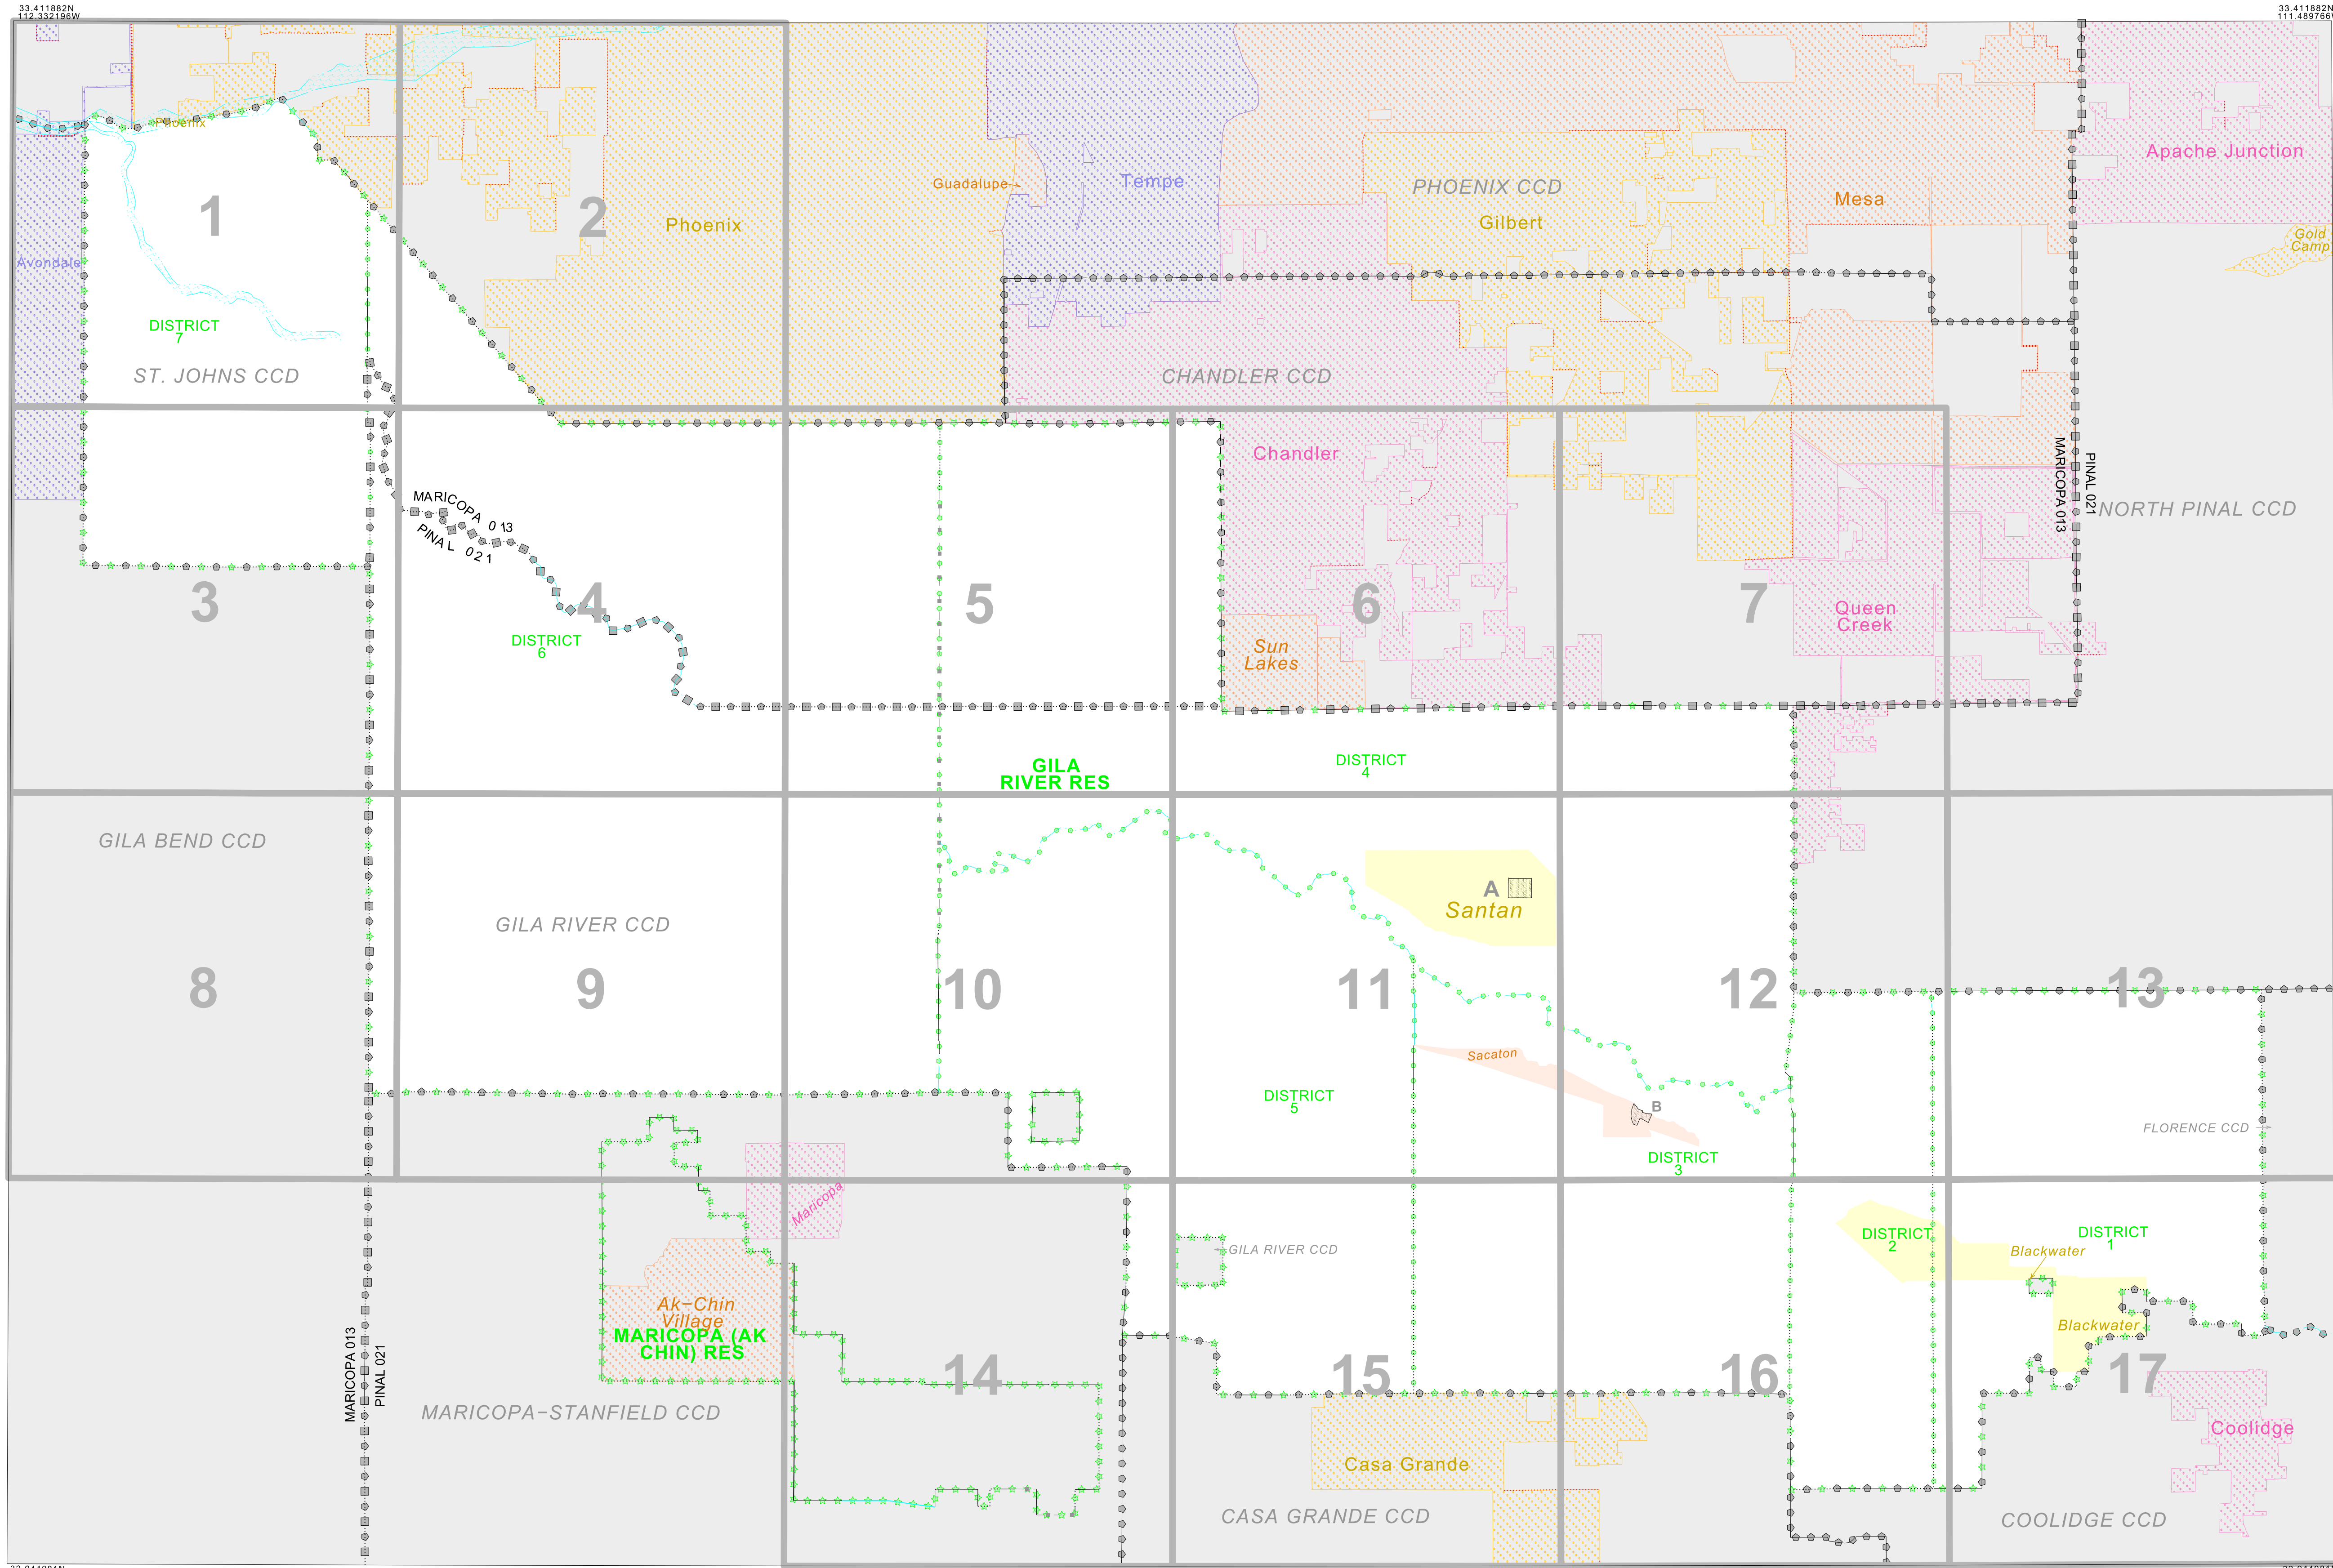 33.411882N
112.332196W
33.411882N
111.489766W
Phoenix
Apache Junction
Guadalupe
Tempe
PHOENIX CCD
Mesa
1
2
Phoenix
Gilbert
Gold
Camp
Avondale
DISTRICT
7
ST. JOHNS CCD
CHANDLER CCD
Chandler
MARICOPA 013
PINAL 021
MARICOPA 013
PINAL 021
NORTH PINAL CCD
3
4
5
6
7
Queen
Creek
DISTRICT
6
Sun
Lakes
GILA
RIVER RES
DISTRICT
4
GILA BEND CCD
A
Santan
GILA RIVER CCD
8
9
10
11
12
13
Sacaton
DISTRICT
5
B
FLORENCE CCD
DISTRICT
3
Maricopa
GILA RIVER CCD
DISTRICT
2
DISTRICT
1
Blackwater
Ak-Chin
Village
MARICOPA (AK
CHIN) RES
Blackwater
MARICOPA 013
PINAL 021
14
15
16
17
MARICOPA-STANFIELD CCD
Coolidge
Casa Grande
CASA GRANDE CCD
COOLIDGE CCD